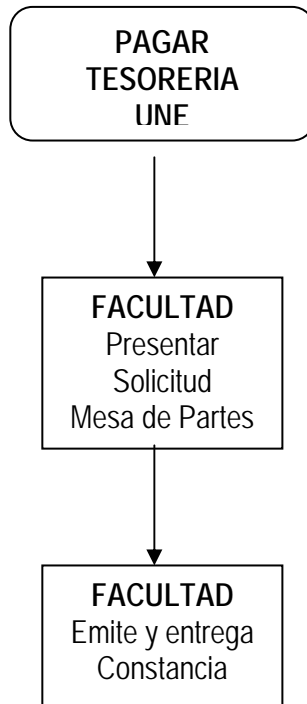 PAGAR
TESORERIA
UNE
FACULTAD
Presentar
Solicitud
Mesa de Partes
FACULTAD
Emite y entrega
Constancia